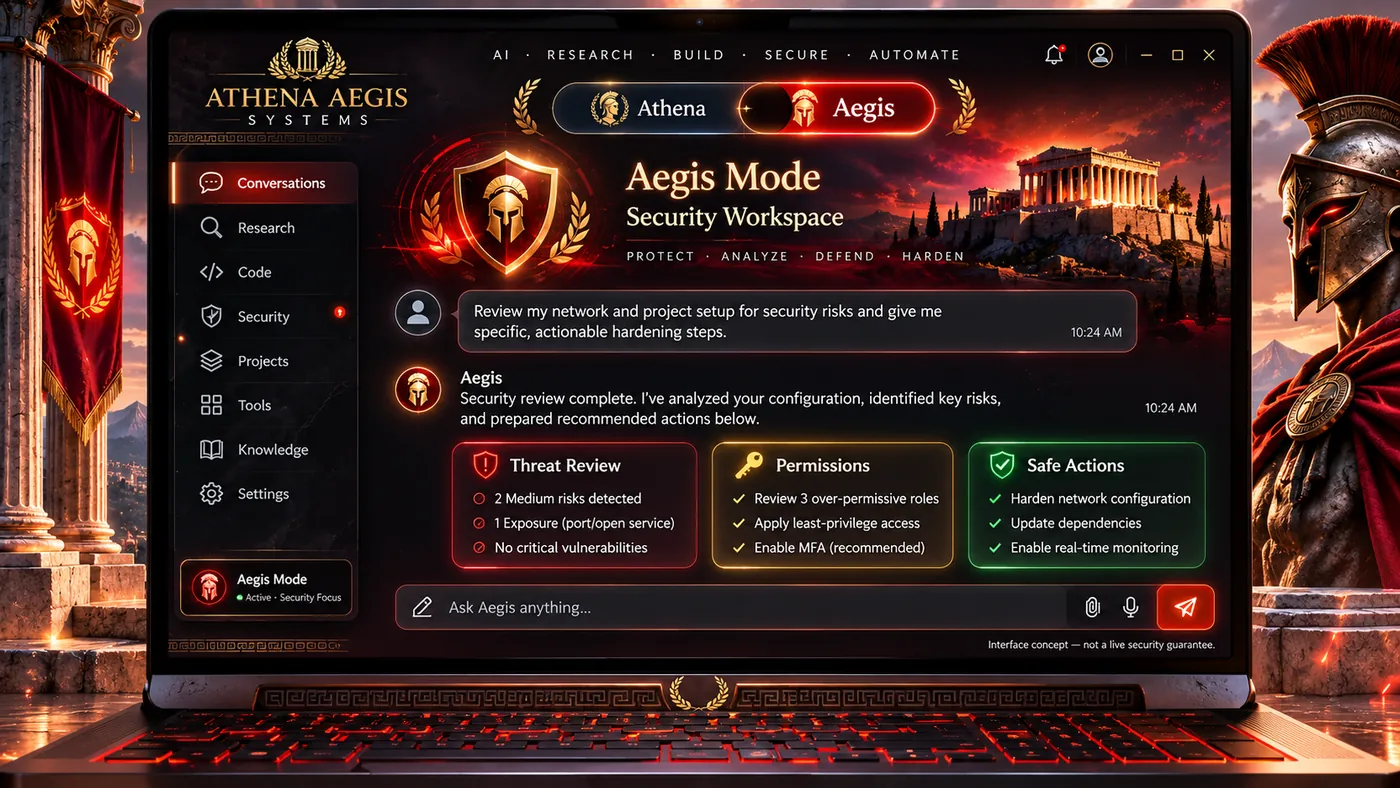 ATHENA AEGIS
SYSTEMS
AI · RESEARCH · BUILD · SECURE · AUTOMATE
Athena
Aegis
Aegis Mode
Security Workspace
PROTECT · ANALYZE · DEFEND · HARDEN
Conversations
Research
Code
Security
Projects
Tools
Knowledge
Settings
Aegis Mode
Active · Security Focus
Review my network and project setup for security risks and give me
specific, actionable hardening steps.
10:24 AM
Aegis
Security review complete. I've analyzed your configuration, identified key risks,
and prepared recommended actions below.
10:24 AM
Threat Review
2 Medium risks detected
1 Exposure (port/open service)
No critical vulnerabilities
Permissions
Review 3 over-permissive roles
Apply least-privilege access
Enable MFA (recommended)
Safe Actions
Harden network configuration
Update dependencies
Enable real-time monitoring
Ask Aegis anything...
Interface concept — not a live security guarantee.